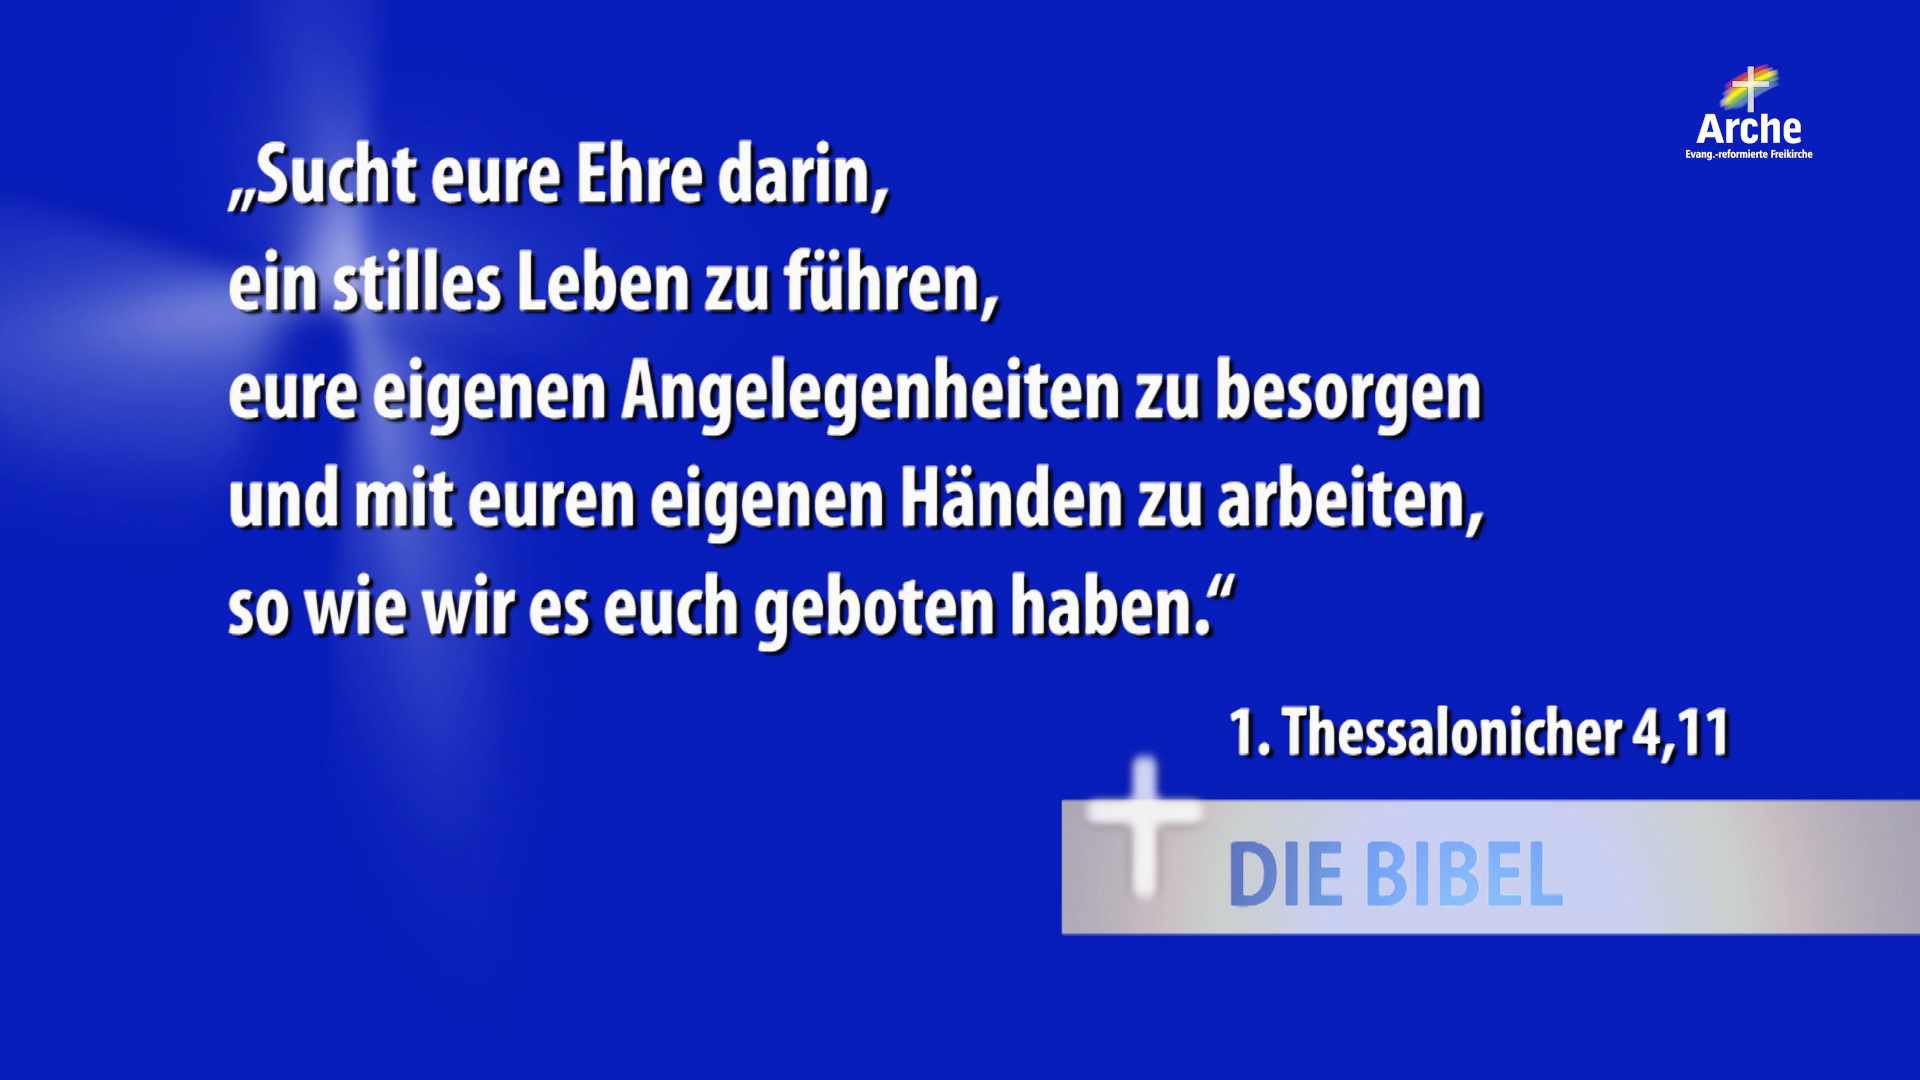 Arche
Evang.-reformierte Freikirche
„Sucht eure Ehre darin,
ein stilles Leben zu führen,
eure eigenen Angelegenheiten zu besorgen
und mit euren eigenen Händen zu arbeiten,
so wie wir es euch geboten haben.“
1. Thessalonicher 4,11
DIE BIBEL